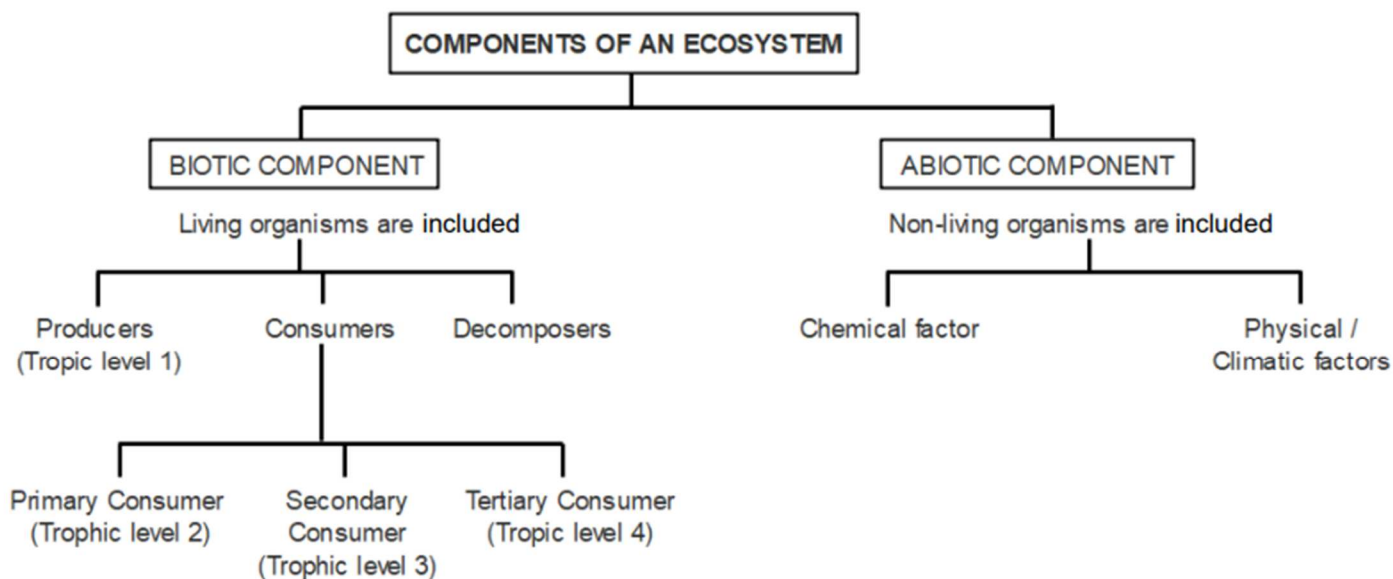 COMPONENTS OF AN ECOSYSTEM
BIOTIC COMPONENT
ABIOTIC COMPONENT
Living organisms are included
Non-living organisms are included
Producers
(Tropic level 1)
Consumers
Decomposers
Chemical factor
Physical /
Climatic factors
Primary Consumer
(Trophic level 2)
Secondary
Consumer
(Trophic level 3)
Tertiary Consumer
(Tropic level 4)